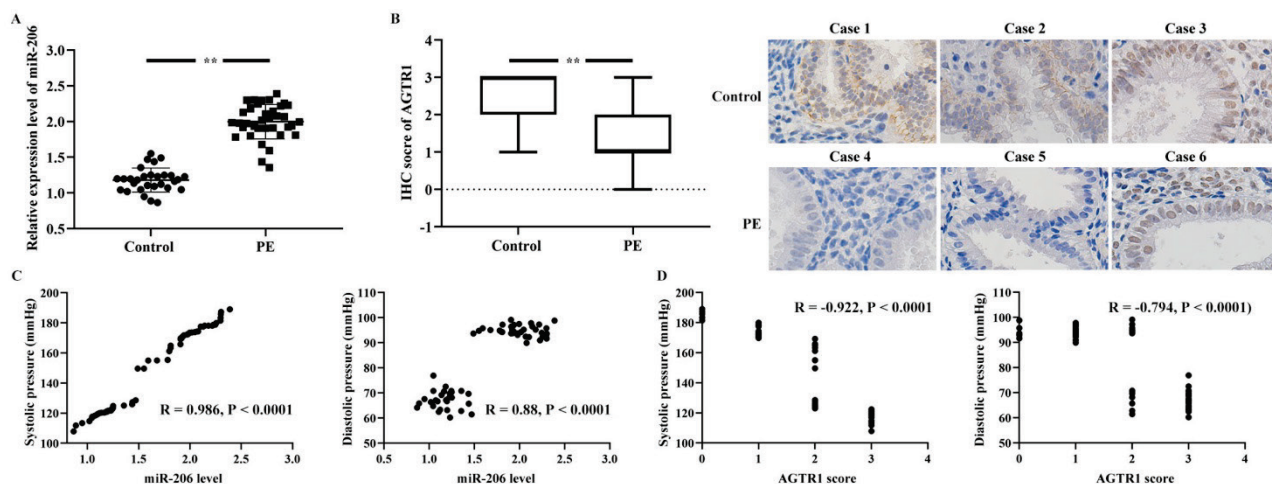 A
Relative expression level of miR-206
3.0
2.5
2.0
1.5
1.0
0.5
**
Control
PE
B
IHC socre of AGTR1
4
3
2
1
0
-1
**
Control
PE
Case 1
Case 2
Case 3
Control
Case 4
Case 5
Case 6
PE
C
Systolic pressure (mmHg)
200
180
160
140
120
100
R = 0.986, P < 0.0001
1.0
1.5
2.0
2.5
3.0
miR-206 level
Diastolic pressure (mmHg)
110
100
90
80
70
60
50
R = 0.88, P < 0.0001
0.5
1.0
1.5
2.0
2.5
3.0
miR-206 level
D
Systolic pressure (mmHg)
200
180
160
140
120
100
R = -0.922, P < 0.0001
0
1
2
3
4
AGTR1 score
Diastolic pressure (mmHg)
110
100
90
80
70
60
50
R = -0.794, P < 0.0001)
0
1
2
3
4
AGTR1 score